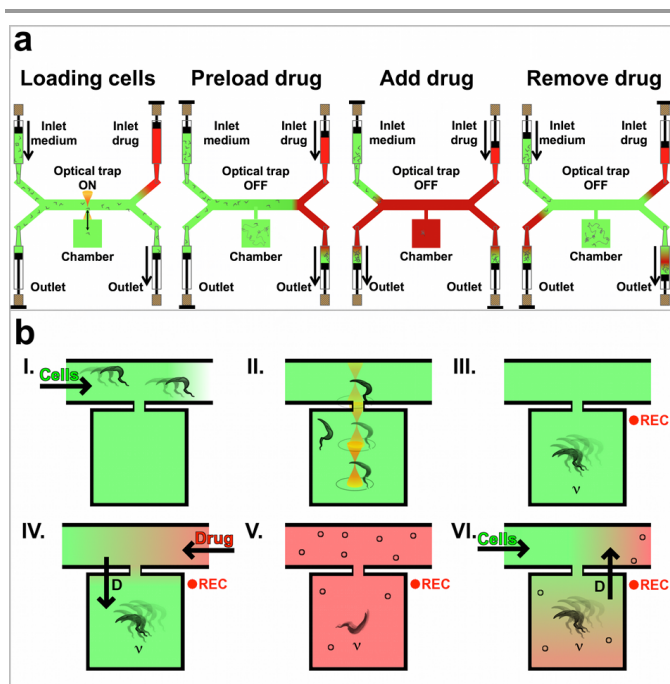 a
Loading cells
Preload drug
Add drug
Remove drug
Inlet medium
Inlet drug
Optical trap ON
Chamber
Outlet
Outlet
Inlet medium
Inlet drug
Optical trap OFF
Chamber
Outlet
Outlet
Inlet medium
Inlet drug
Optical trap OFF
Chamber
Outlet
Outlet
Inlet medium
Inlet drug
Optical trap OFF
Chamber
Outlet
Outlet
b
I.
Cells
II.
III.
REC
ν
IV.
Drug
D
REC
ν
V.
REC
ν
VI.
Cells
D
REC
ν